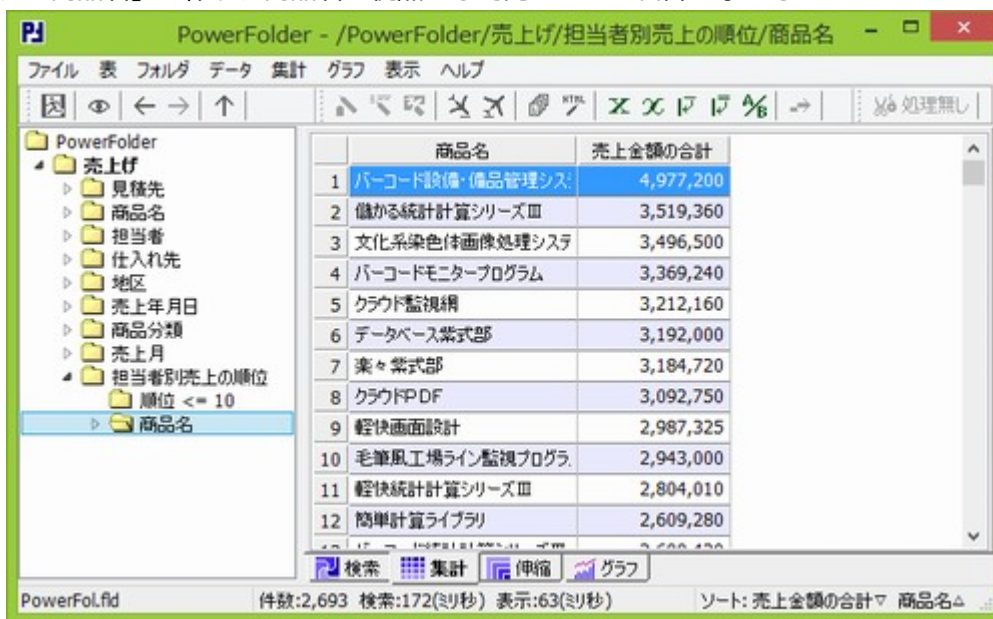 PowerFolder - /PowerFolder/売上げ/担当者別売上の順位/商品名
ファイル 表 フォルダ データ 集計 グラフ 表示 ヘルプ
処理無し
PowerFolder
売上げ
見積先
商品名
担当者
仕入れ先
地区
売上年月日
商品分類
売上月
担当者別売上の順位
順位 <= 10
商品名
商品名 売上金額の合計
1 バーコード設備・備品管理シス 4,977,200
2 儲かる統計計算シリーズⅢ 3,519,360
3 文化系染色体画像処理システ 3,496,500
4 バーコードモニタープログラム 3,369,240
5 クラウド監視網 3,212,160
6 データベース紫式部 3,192,000
7 楽々紫式部 3,184,720
8 クラウドPDF 3,092,750
9 軽快画面設計 2,987,325
10 毛筆風工場ライン監視プログラ 2,943,000
11 軽快統計計算シリーズⅢ 2,804,010
12 簡単計算ライブラリ 2,609,280
検索 集計 伸縮 グラフ
PowerFol.fld 件数:2,693 検索:172(ミリ秒) 表示:63(ミリ秒) ソート: 売上金額の合計▽ 商品名△